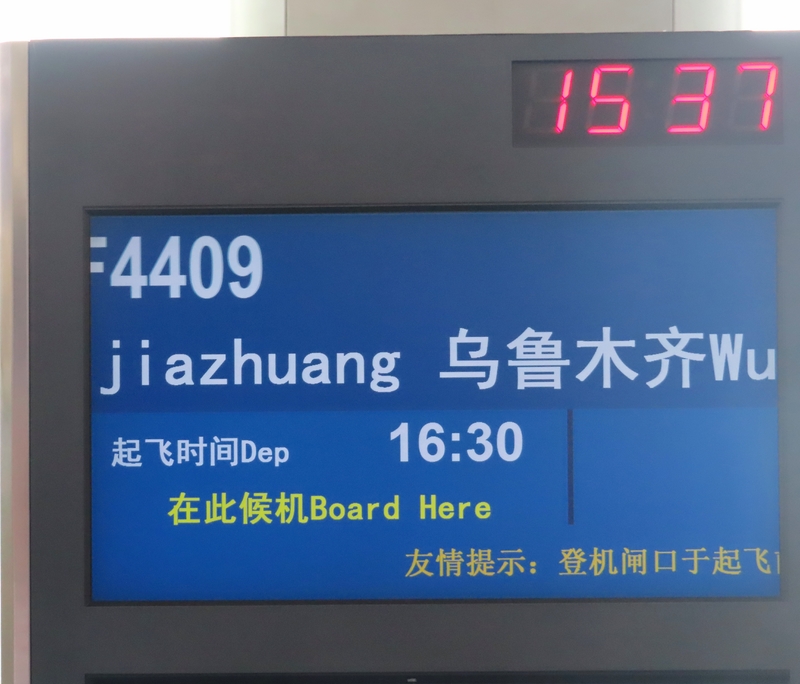 15 37
F4409
jiazhuang 乌鲁木齐Wu
起飞时间Dep 16:30
在此候机Board Here
友情提示：登机闸口于起飞